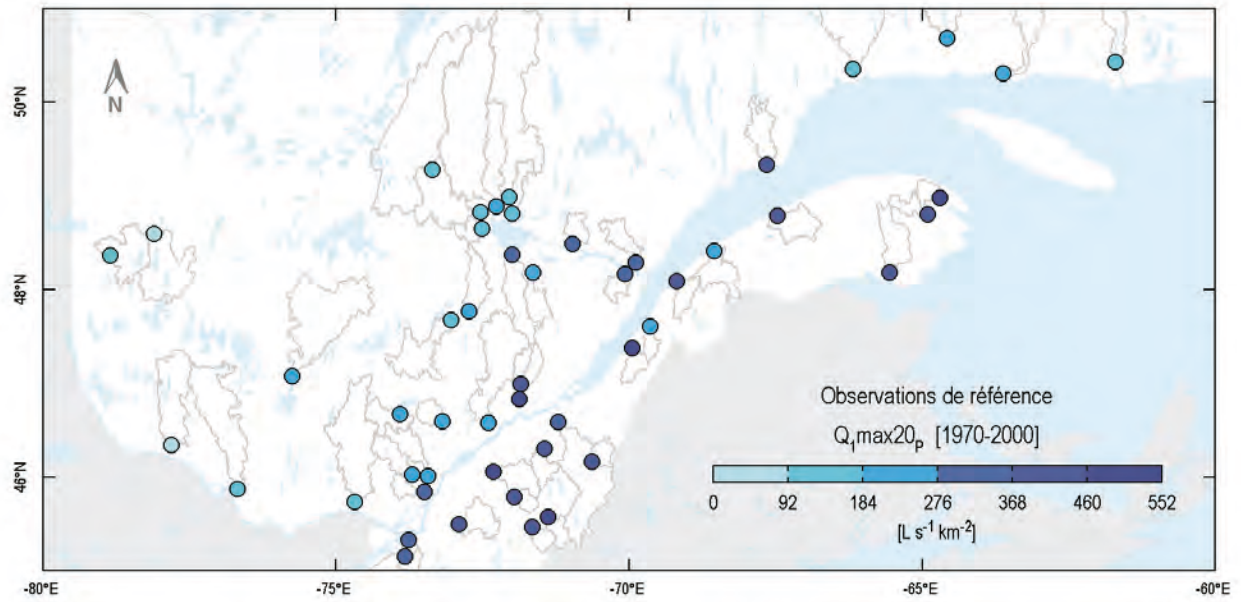 50°N
48°N
46°N
N
Observations de référence
Q₁max20ₚ [1970-2000]
0 92 184 276 368 460 552
[L s⁻¹ km⁻²]
-80°E -75°E -70°E -65°E -60°E